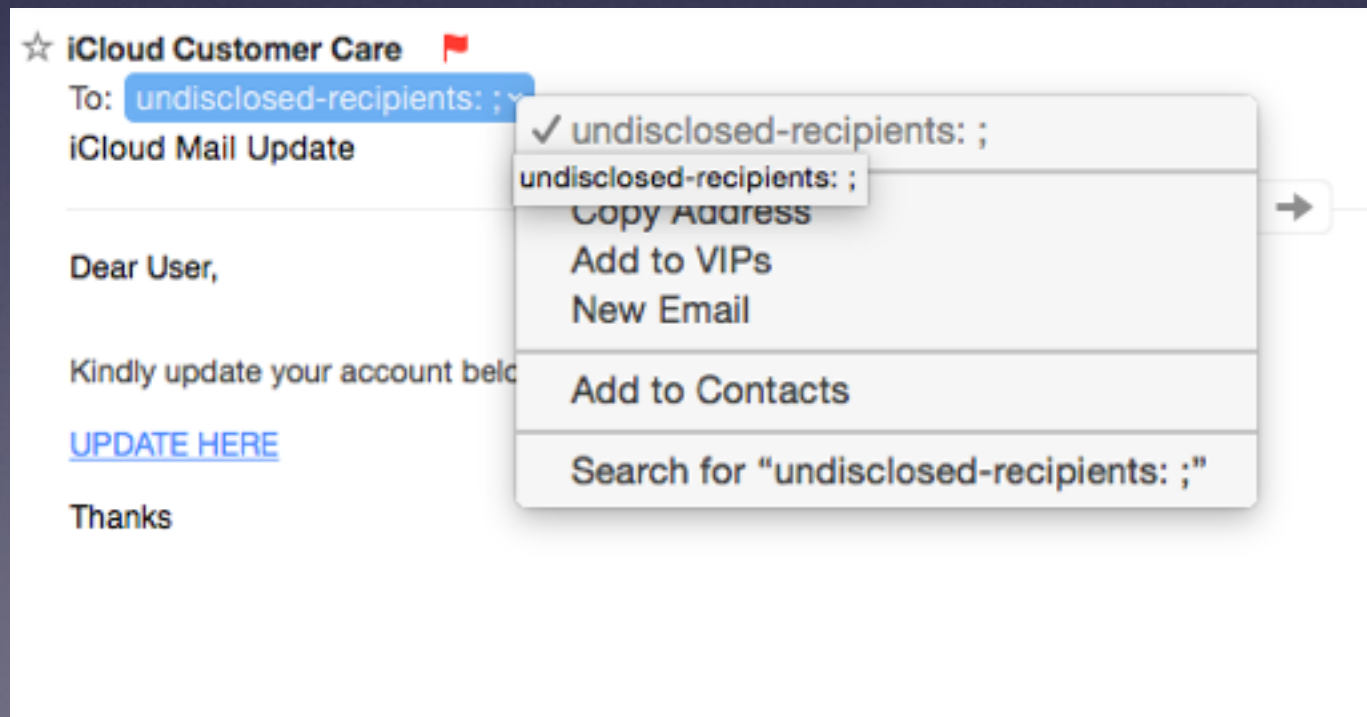 iCloud Customer Care
To: undisclosed-recipients: ;
iCloud Mail Update
Dear User,
Kindly update your account
UPDATE HERE
Thanks
✓ undisclosed-recipients: ;
undisclosed-recipients: ;
Copy Address
Add to VIPs
New Email
Add to Contacts
Search for “undisclosed-recipients: ;”